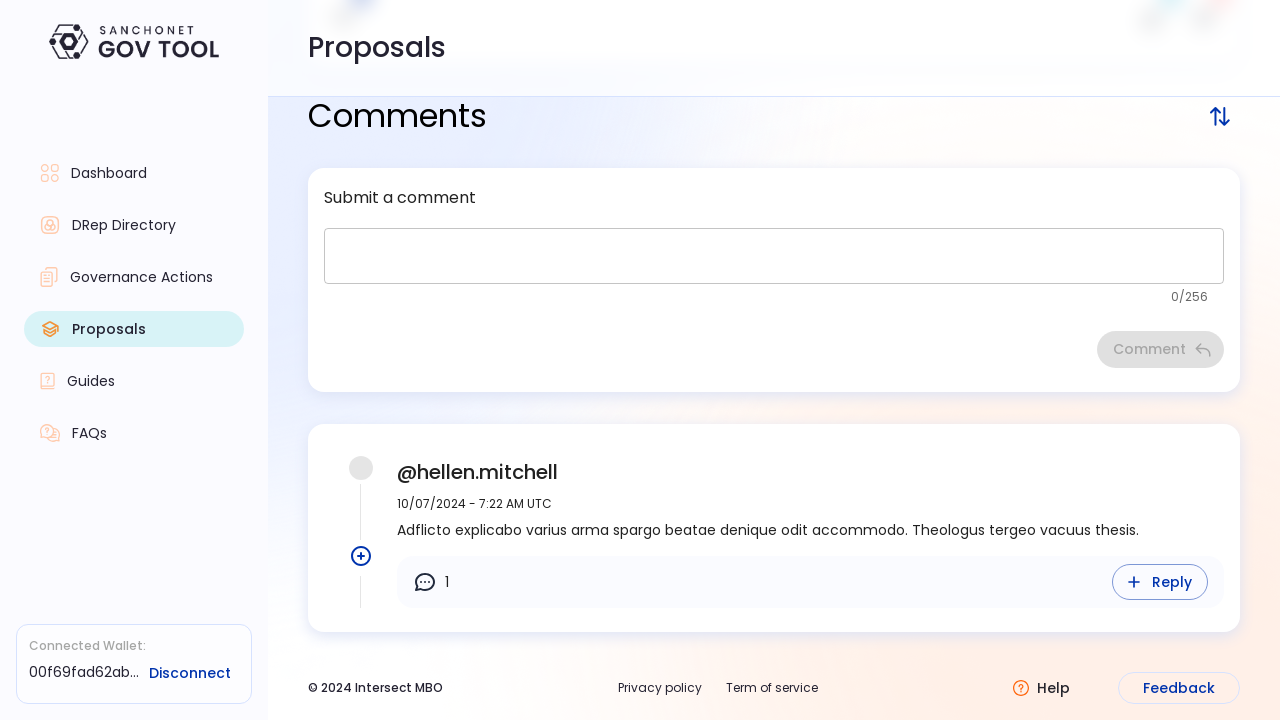 SANCHONET
GOV TOOL
Dashboard
DRep Directory
Governance Actions
Proposals
Guides
FAQs
Connected Wallet:
00f69fad62ab...
Disconnect
Proposals
Comments
Submit a comment
0/256
Comment
@hellen.mitchell
10/07/2024 - 7:22 AM UTC
Adflicto explicabo varius arma spargo beatae denique odit accommodo. Theologus tergeo vacuus thesis.
1
Reply
© 2024 Intersect MBO
Privacy policy
Term of service
Help
Feedback